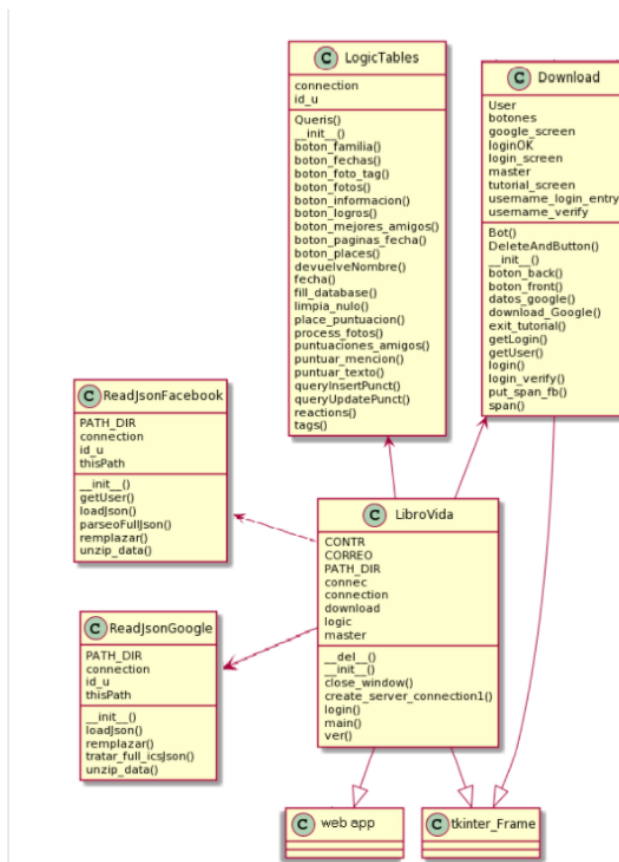 C LogicTables
connection
id_u
Queris()
__init__()
boton_familia()
boton_fechas()
boton_foto_tag()
boton_fotos()
boton_informacion()
boton_logros()
boton_mejores_amigos()
boton_paginas_fecha()
boton_places()
devuelveNombre()
fecha()
fill_database()
limpia_nulo()
place_puntuacion()
process_fotos()
puntuaciones_amigos()
puntuar_mencion()
puntuar_texto()
queryInsertPunct()
queryUpdatePunct()
reactions()
tags()
C Download
User
botones
google_screen
loginOK
login_screen
master
tutorial_screen
username_login_entry
username_verify
Bot()
DeleteAndButton()
__init__()
boton_back()
boton_front()
datos_google()
download_Google()
exit_tutorial()
getLogin()
getUser()
login()
login_verify()
put_span_fb()
span()
C ReadJsonFacebook
PATH_DIR
connection
id_u
thisPath
__init__()
getUser()
loadJson()
parseoFullJson()
remplazar()
unzip_data()
C LibroVida
CONTR
CORREO
PATH_DIR
connec
connection
download
logic
master
__del__()
__init__()
close_window()
create_server_connection1()
login()
main()
ver()
C ReadJsonGoogle
PATH_DIR
connection
id_u
thisPath
__init__()
loadJson()
remplazar()
tratar_full_icsJson()
unzip_data()
C web app
C tkinter_Frame